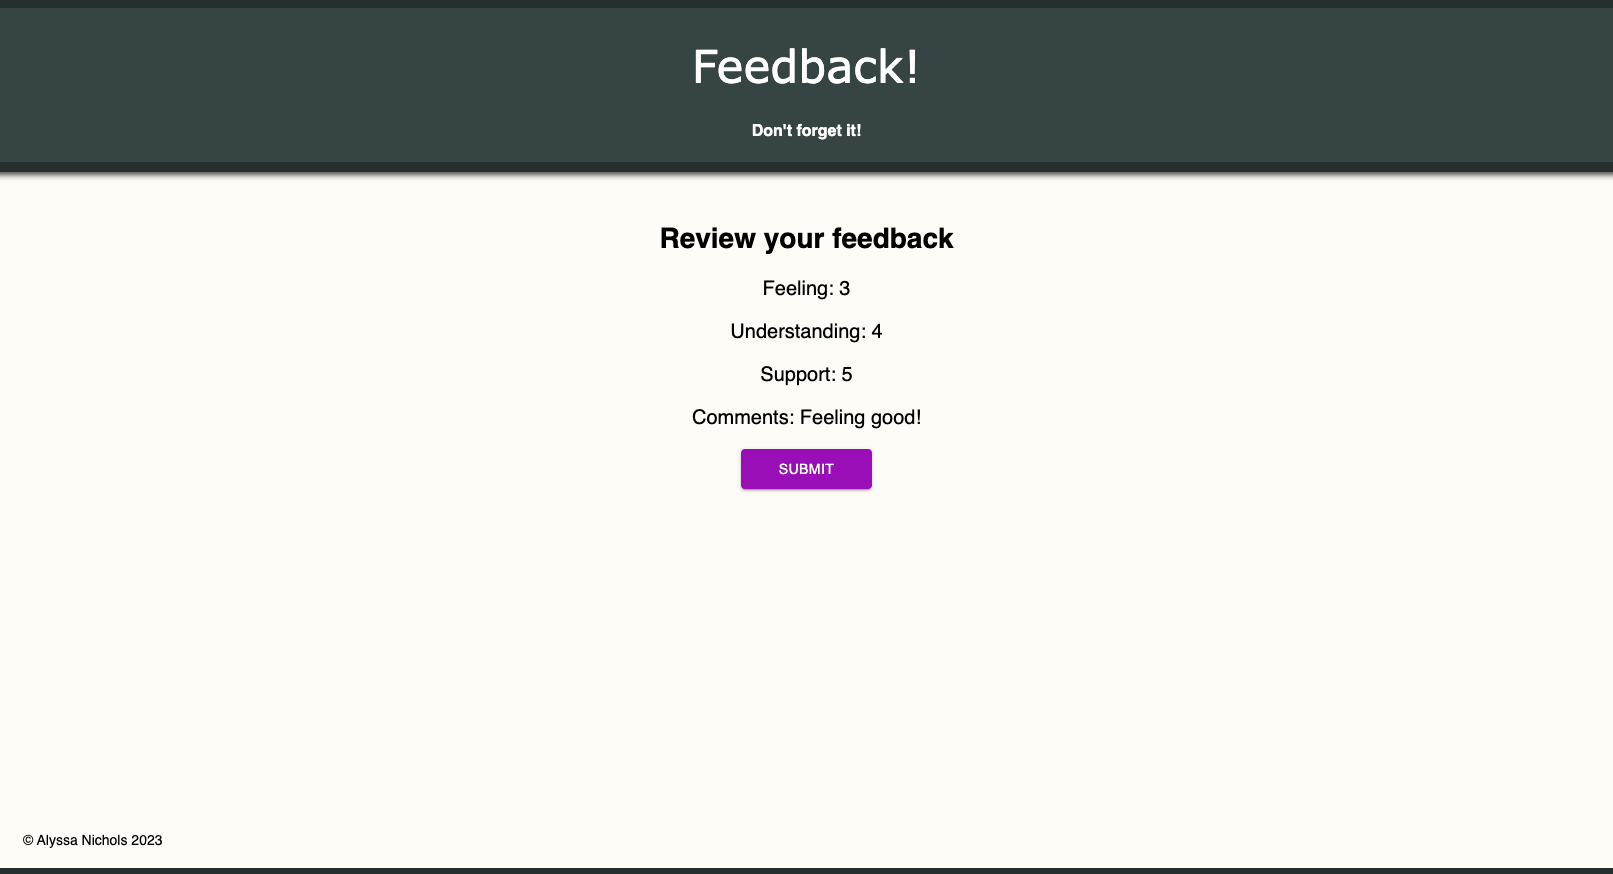 Feedback!
Don't forget it!
Review your feedback
Feeling: 3
Understanding: 4
Support: 5
Comments: Feeling good!
SUBMIT
© Alyssa Nichols 2023